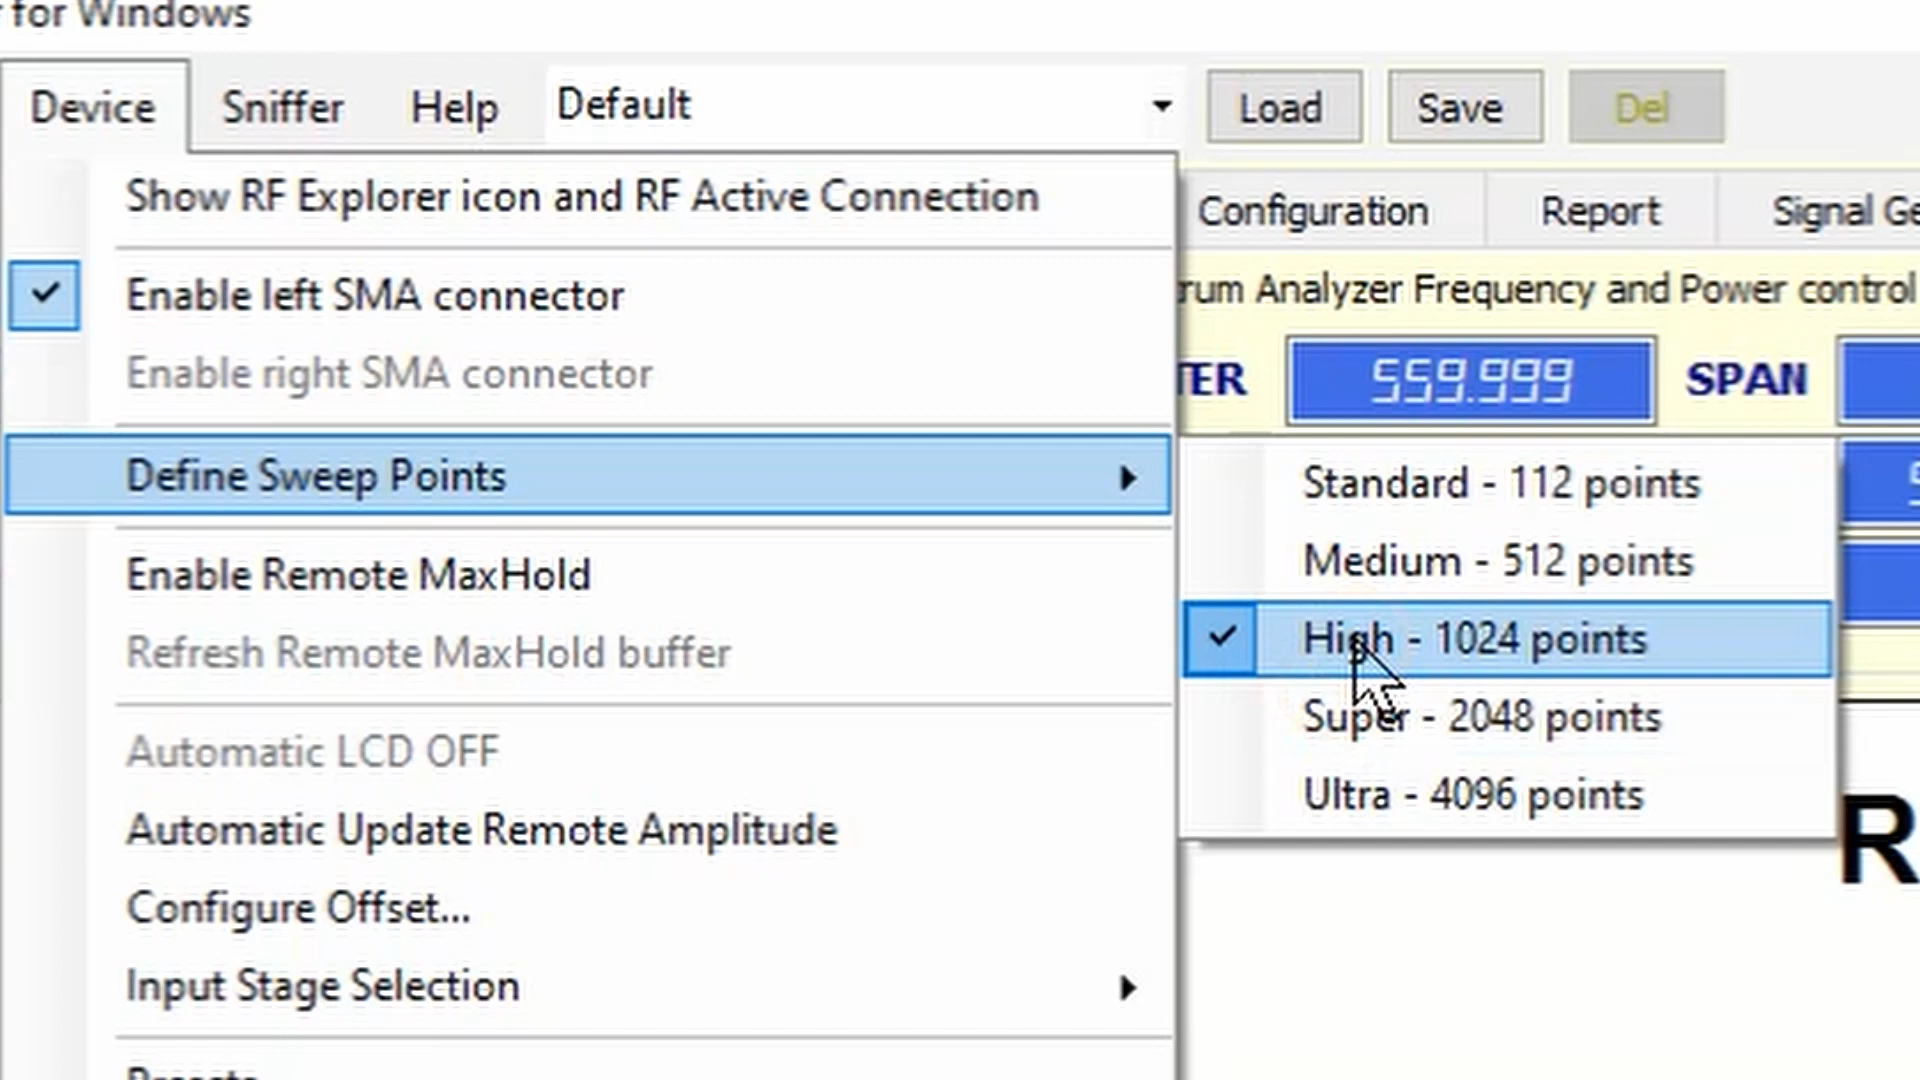 for Windows
Device Sniffer Help Default Load Save Del
Show RF Explorer icon and RF Active Connection
Configuration Report Signal Ge
Enable left SMA connector
rum Analyzer Frequency and Power control
Enable right SMA connector
TER 559.999 SPAN
Define Sweep Points
Standard - 112 points
Medium - 512 points
High - 1024 points
Super - 2048 points
Ultra - 4096 points
Enable Remote MaxHold
Refresh Remote MaxHold buffer
Automatic LCD OFF
Automatic Update Remote Amplitude
R
Configure Offset...
Input Stage Selection
Presets